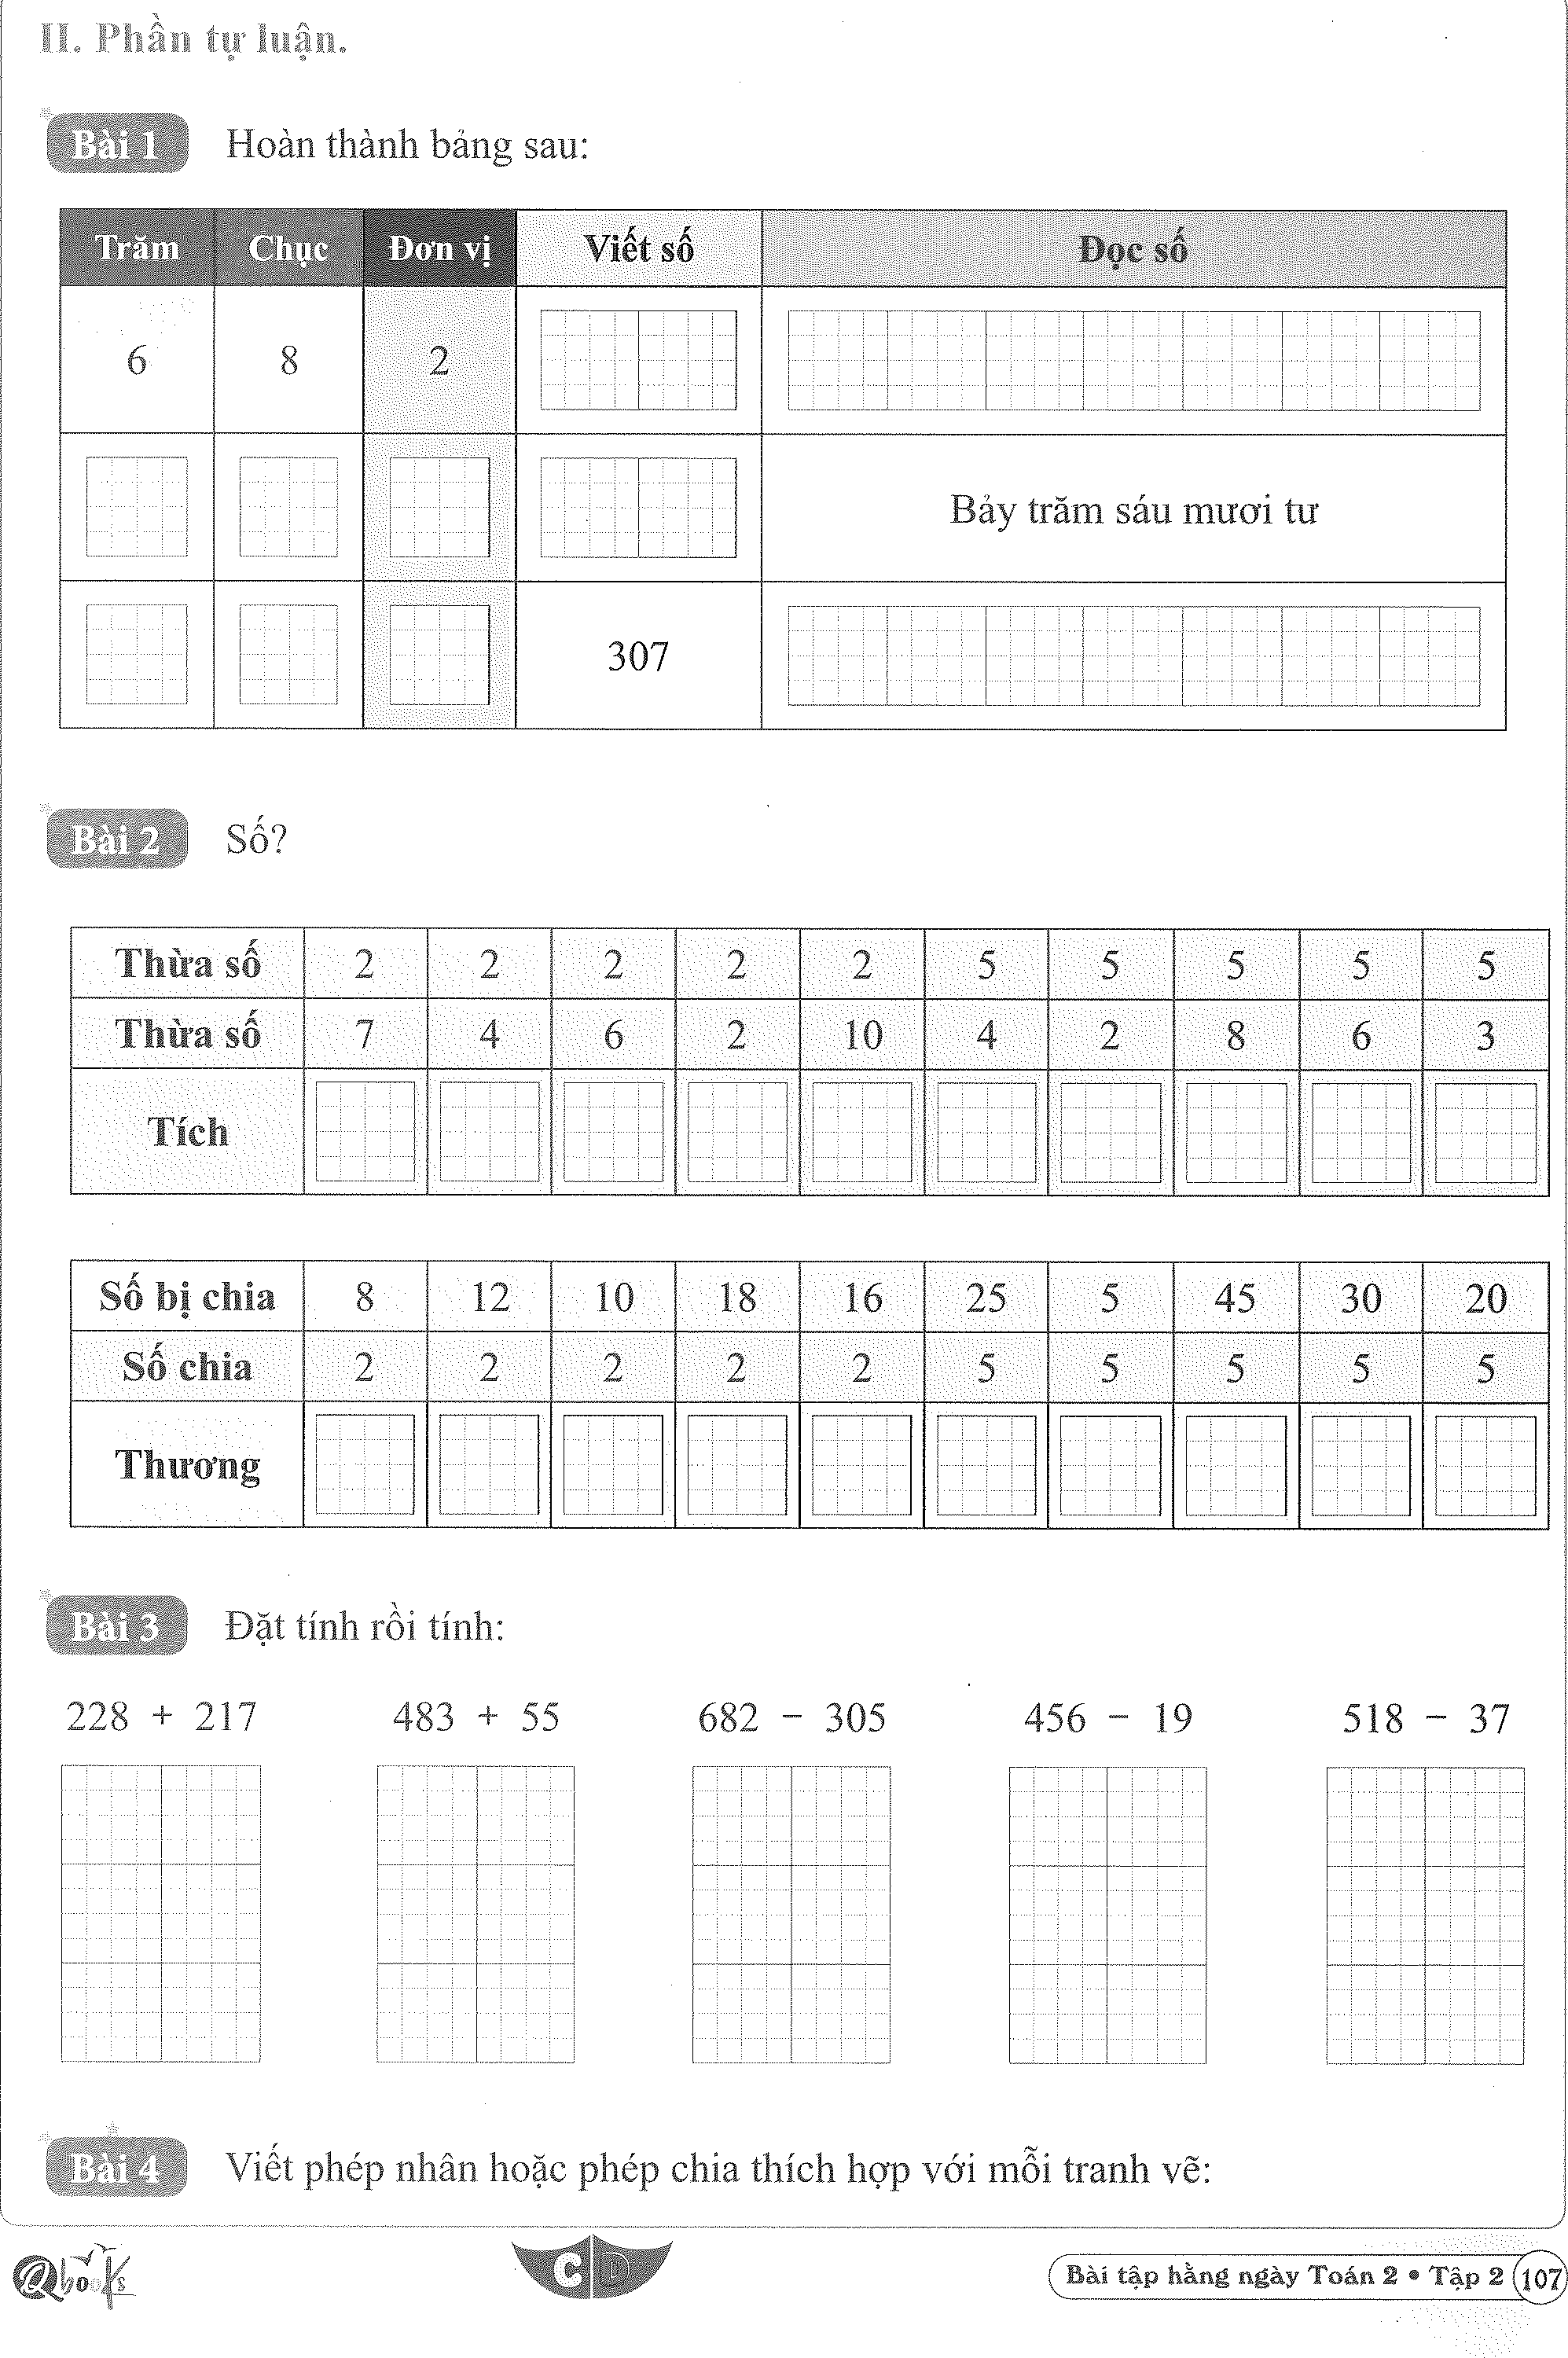 II. Phần tự luận.
Bài 1 Hoàn thành bảng sau:
Trăm Chục Đơn vị Viết số Đọc số
6 8 2
Bảy trăm sáu mươi tư
307
Bài 2 Số?
Thừa số 2 2 2 2 2 5 5 5 5 5
Thừa số 7 4 6 2 10 4 2 8 6 3
Tích
Số bị chia 8 12 10 18 16 25 5 45 30 20
Số chia 2 2 2 2 2 5 5 5 5 5
Thương
Bài 3 Đặt tính rồi tính:
228 + 217 483 + 55 682 − 305 456 − 19 518 − 37
Bài 4 Viết phép nhân hoặc phép chia thích hợp với mỗi tranh vẽ:
Qbooks CD Bài tập hằng ngày Toán 2 • Tập 2 107